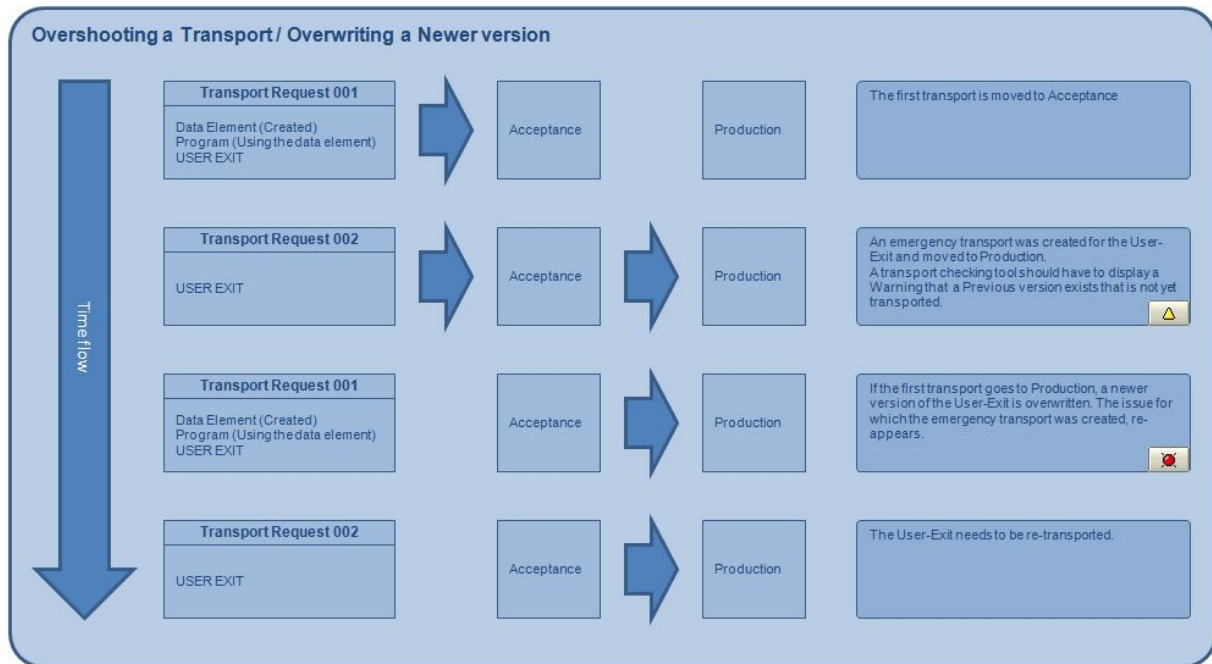 Overshooting a Transport / Overwriting a Newer version
Time flow
Transport Request 001
Data Element (Created)
Program (Using the data element)
USER EXIT
Acceptance
Production
The first transport is moved to Acceptance
Transport Request 002
USER EXIT
Acceptance
Production
An emergency transport was created for the User-
Exit and moved to Production.
A transport checking tool should have to display a
Warning that a Previous version exists that is not yet
transported.
Transport Request 001
Data Element (Created)
Program (Using the data element)
USER EXIT
Acceptance
Production
If the first transport goes to Production, a newer
version of the User-Exit is overwritten. The issue for
which the emergency transport was created, re-
appears.
Transport Request 002
USER EXIT
Acceptance
Production
The User-Exit needs to be re-transported.